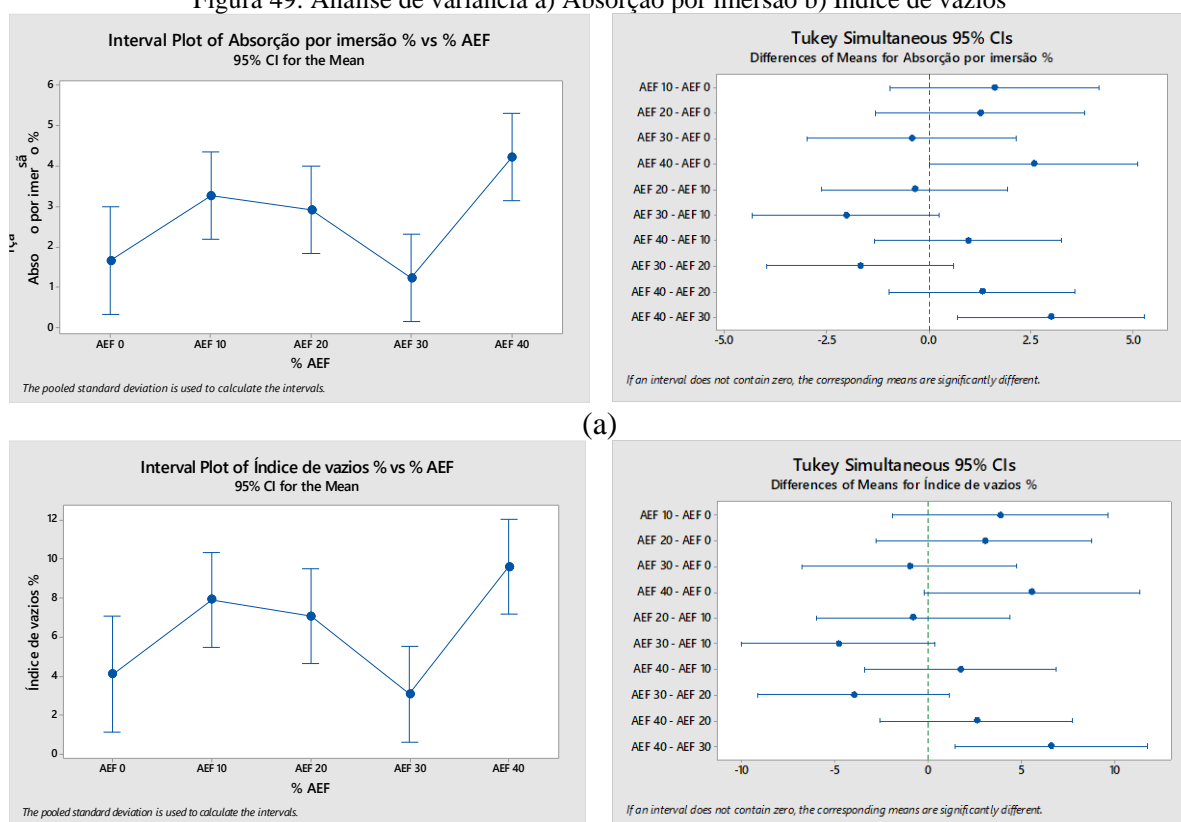 Figura 49: Análise de variância a) Absorção por imersão b) Índice de vazios
Interval Plot of Absorção por imersão % vs % AEF
95% CI for the Mean
6
5
4
3
2
1
0
Abso
rça
o por imer
sã
o %
AEF 0 AEF 10 AEF 20 AEF 30 AEF 40
% AEF
The pooled standard deviation is used to calculate the intervals.
Tukey Simultaneous 95% CIs
Differences of Means for Absorção por imersão %
AEF 10 - AEF 0
AEF 20 - AEF 0
AEF 30 - AEF 0
AEF 40 - AEF 0
AEF 20 - AEF 10
AEF 30 - AEF 10
AEF 40 - AEF 10
AEF 30 - AEF 20
AEF 40 - AEF 20
AEF 40 - AEF 30
-5.0 -2.5 0.0 2.5 5.0
If an interval does not contain zero, the corresponding means are significantly different.
(a)
Interval Plot of Índice de vazios % vs % AEF
95% CI for the Mean
12
10
8
6
4
2
0
Índice de vazios %
AEF 0 AEF 10 AEF 20 AEF 30 AEF 40
% AEF
The pooled standard deviation is used to calculate the intervals.
Tukey Simultaneous 95% CIs
Differences of Means for Índice de vazios %
AEF 10 - AEF 0
AEF 20 - AEF 0
AEF 30 - AEF 0
AEF 40 - AEF 0
AEF 20 - AEF 10
AEF 30 - AEF 10
AEF 40 - AEF 10
AEF 30 - AEF 20
AEF 40 - AEF 20
AEF 40 - AEF 30
-10 -5 0 5 10
If an interval does not contain zero, the corresponding means are significantly different.